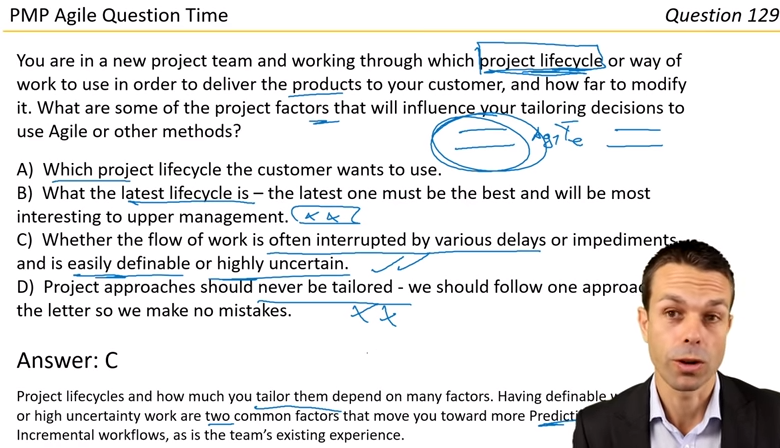 PMP Agile Question Time
Question 129
You are in a new project team and working through which project lifecycle or way of
work to use in order to deliver the products to your customer, and how far to modify
it. What are some of the project factors that will influence your tailoring decisions to
use Agile or other methods?
Agile
A) Which project lifecycle the customer wants to use.
B) What the latest lifecycle is – the latest one must be the best and will be most
interesting to upper management.
C) Whether the flow of work is often interrupted by various delays or impediments
and is easily definable or highly uncertain.
D) Project approaches should never be tailored - we should follow one approach
the letter so we make no mistakes.
Answer: C
Project lifecycles and how much you tailor them depend on many factors. Having definable
or high uncertainty work are two common factors that move you toward more
Incremental workflows, as is the team's existing experience.